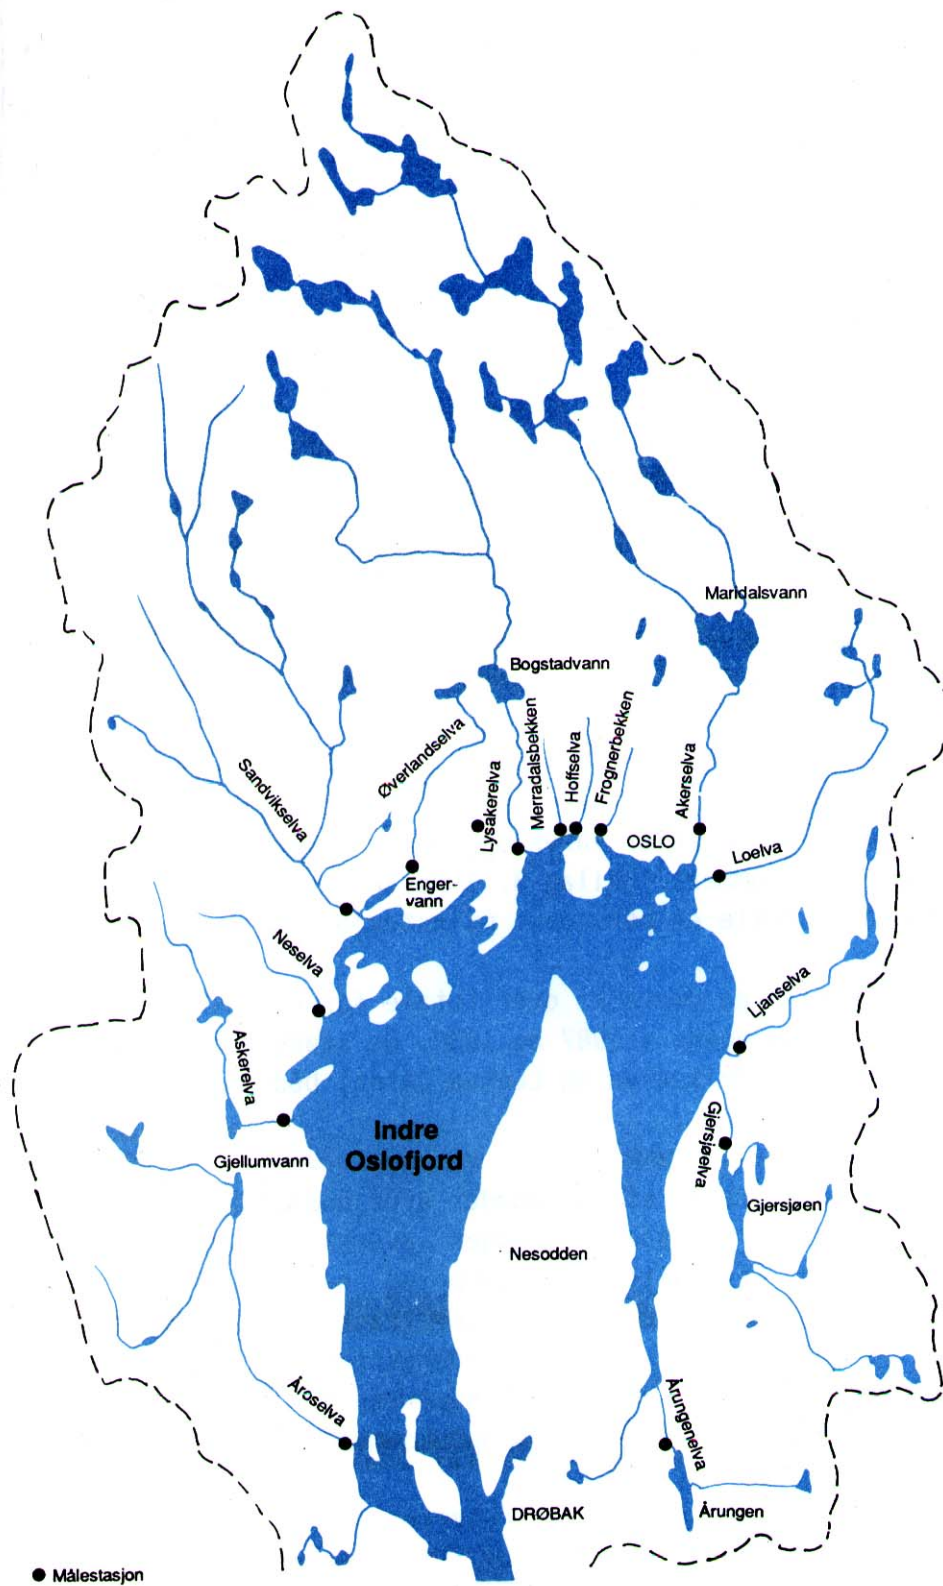 Maridalsvann
Bogstadvann
Merradalsbekken
Hoffselva
Frognerbekken
Akerselva
Øverlandselva
Sandvikselva
Lysakerelva
OSLO
Loelva
Enger-
vann
Neselva
Ljanselva
Askerelva
Gjersjøelva
Indre
Oslofjord
Gjellumvann
Gjersjøen
Nesodden
Åroselva
Årungenelva
DRØBAK
Årungen
Målestasjon